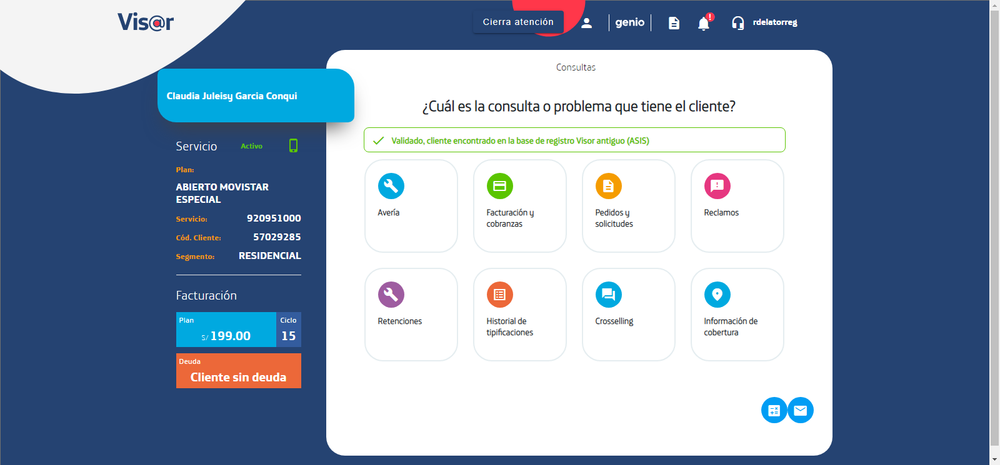 Vis@r
Cierra atención
genio
rdelatorreg
Claudia Juleisy Garcia Conqui
Servicio
Activo
Plan:
ABIERTO MOVISTAR
ESPECIAL
Servicio: 920951000
Cód. Cliente: 57029285
Segmento: RESIDENCIAL
Facturación
Plan
S/ 199.00
Ciclo
15
Deuda
Cliente sin deuda
Consultas
¿Cuál es la consulta o problema que tiene el cliente?
Validado, cliente encontrado en la base de registro Visor antiguo (ASIS)
Avería
Facturación y
cobranzas
Pedidos y
solicitudes
Reclamos
Retenciones
Historial de
tipificaciones
Crosselling
Información de
cobertura